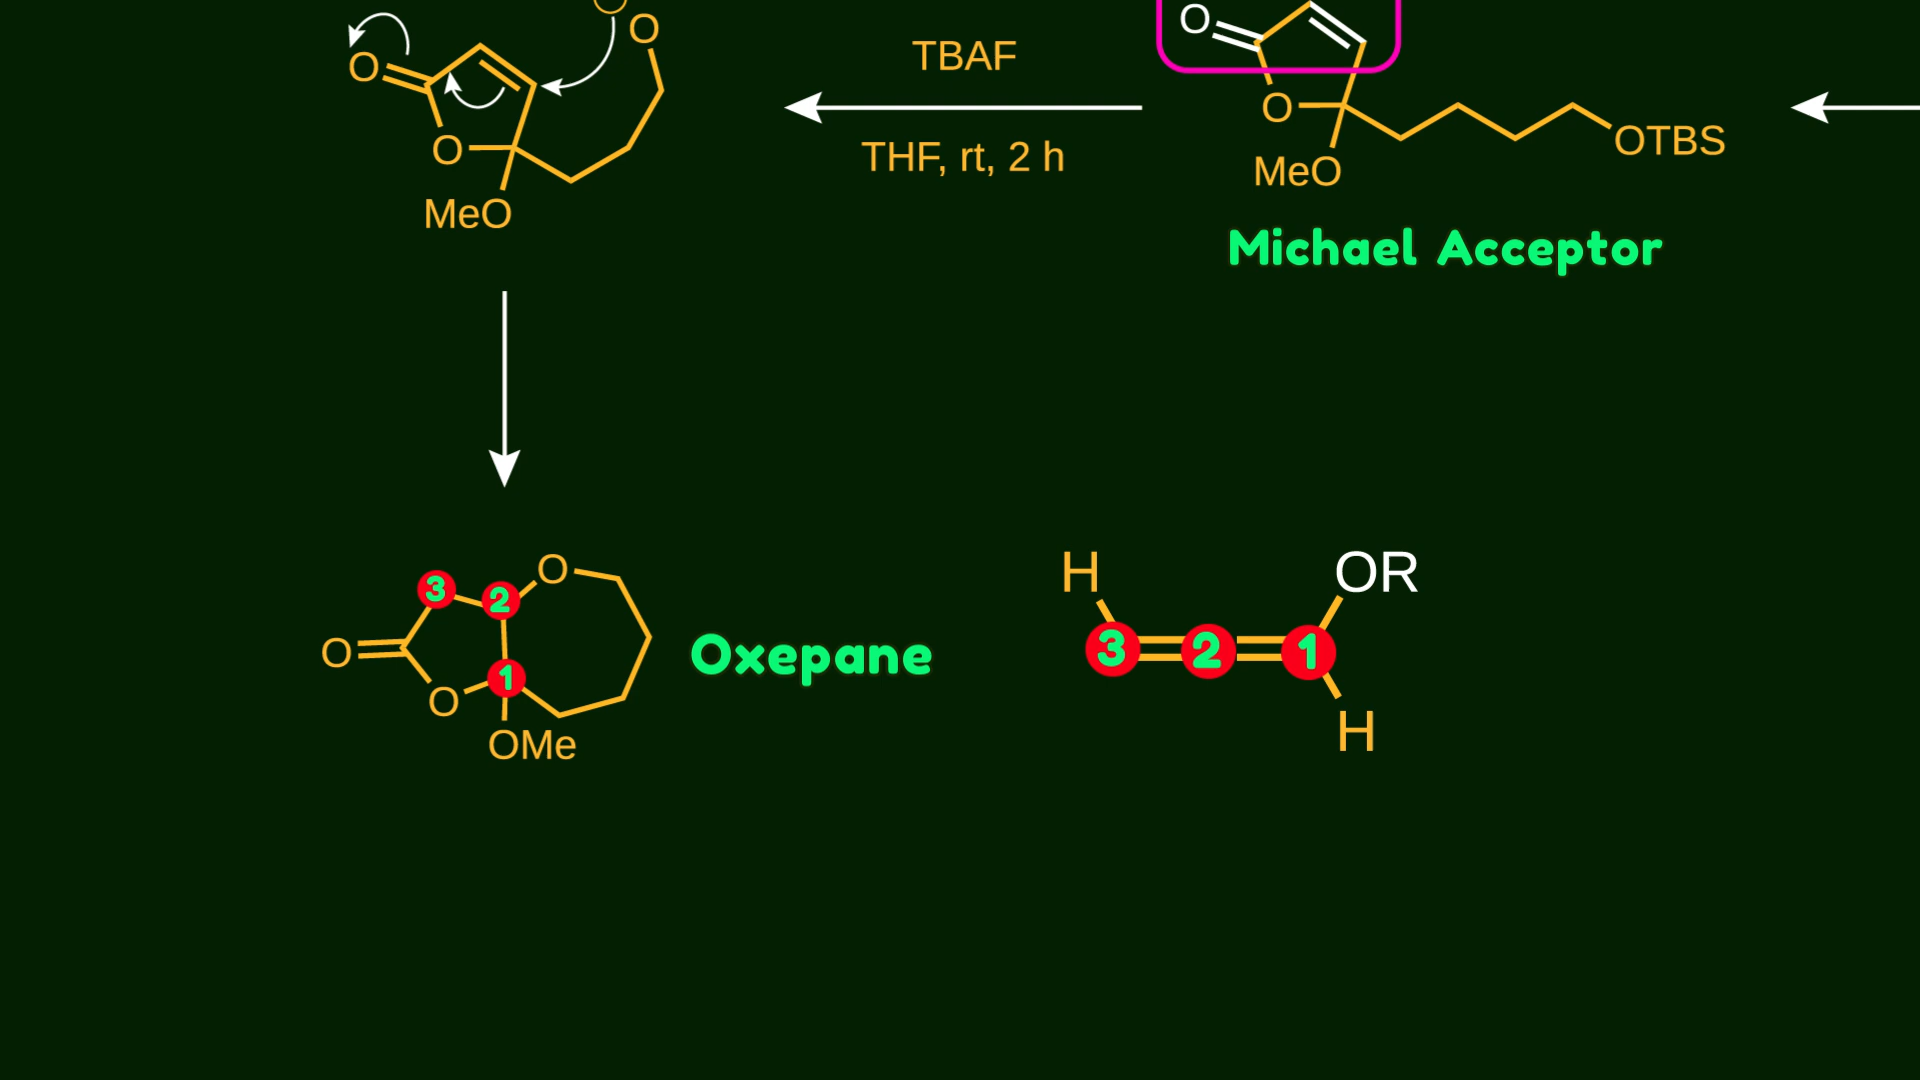 O
O
O
MeO
TBAF
THF, rt, 2 h
O
O
MeO
OTBS
Michael Acceptor
O
3
2
O
1
O
OMe
Oxepane
H
OR
3
2
1
H